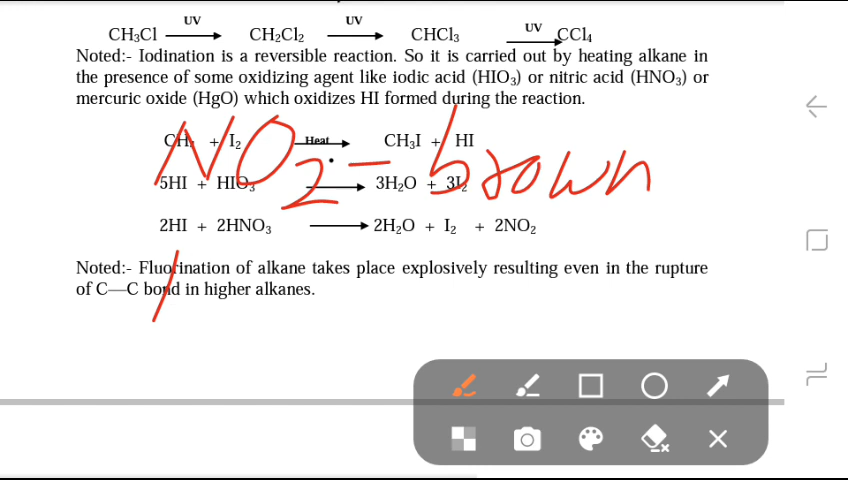 CH₃Cl UV CH₂Cl₂ UV CHCl₃ UV CCl₄
Noted:- Iodination is a reversible reaction. So it is carried out by heating alkane in
the presence of some oxidizing agent like iodic acid (HIO₃) or nitric acid (HNO₃) or
mercuric oxide (HgO) which oxidizes HI formed during the reaction.
CH₄ + I₂ Heat CH₃I + HI
NO₂ – brown
5HI + HIO₃ 3H₂O + 3I₂
2HI + 2HNO₃ 2H₂O + I₂ + 2NO₂
Noted:- Fluorination of alkane takes place explosively resulting even in the rupture
of C—C bond in higher alkanes.